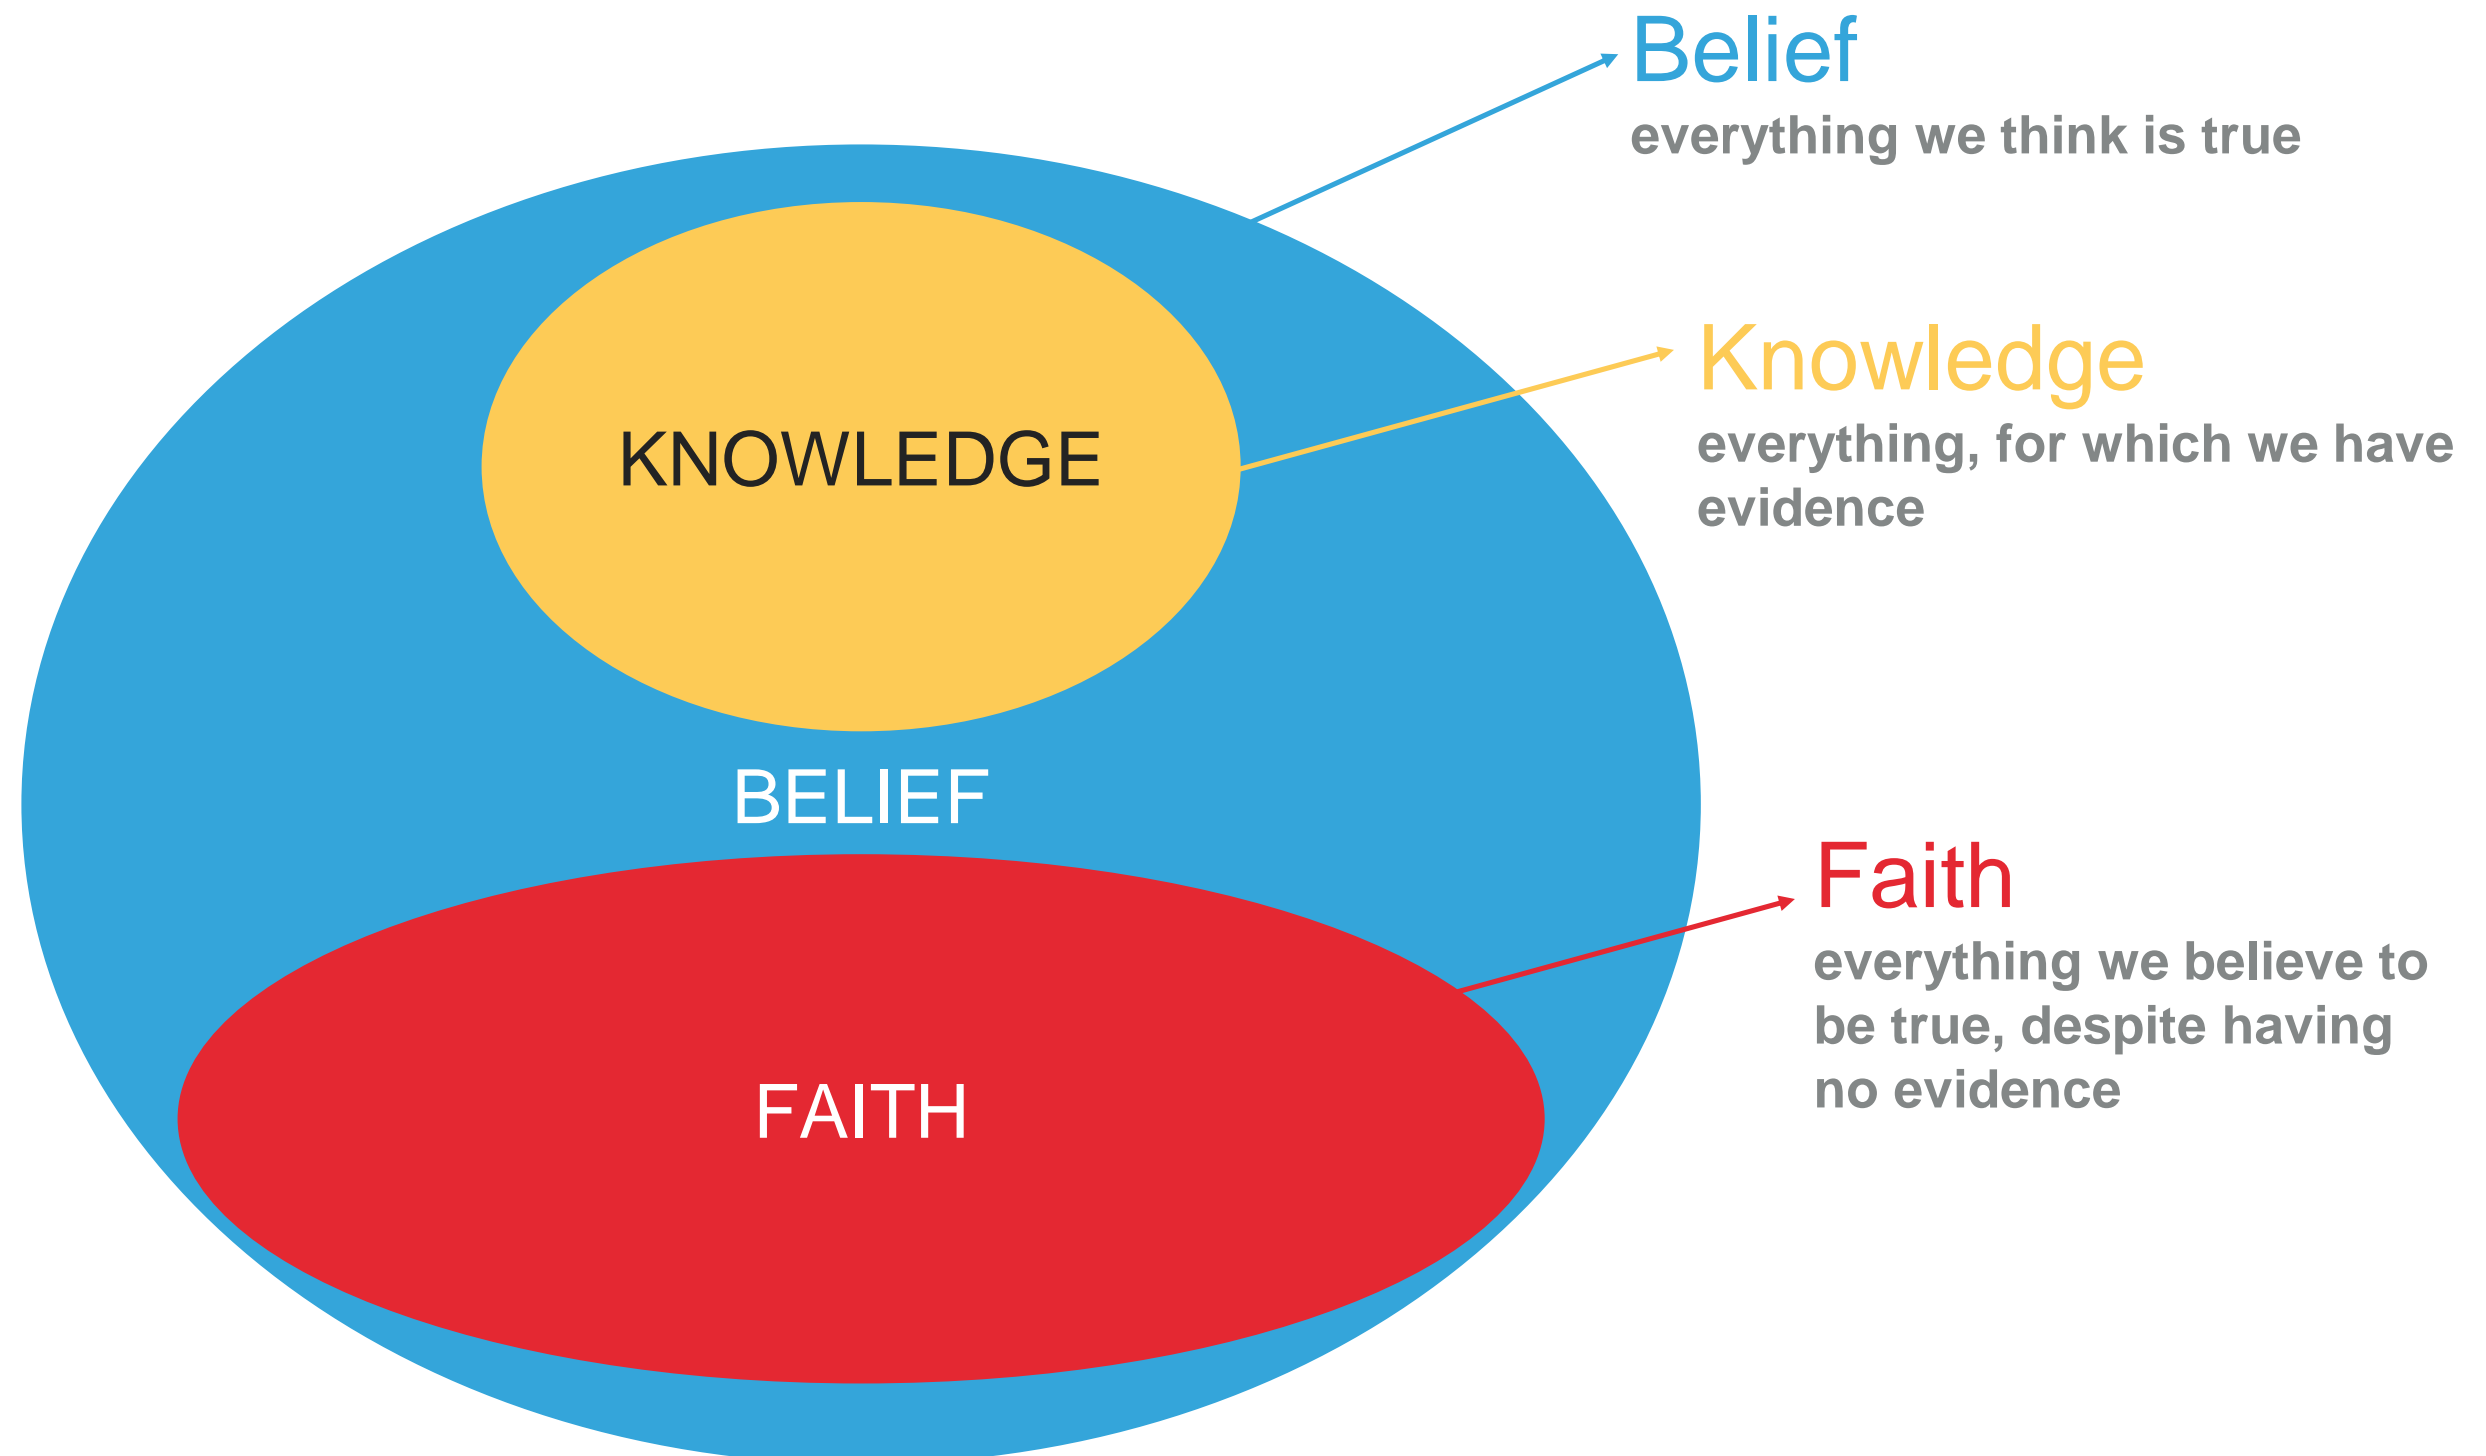 Belief
everything we think is true
KNOWLEDGE
Knowledge
everything, for which we have
evidence
BELIEF
Faith
everything we believe to
be true, despite having
no evidence
FAITH